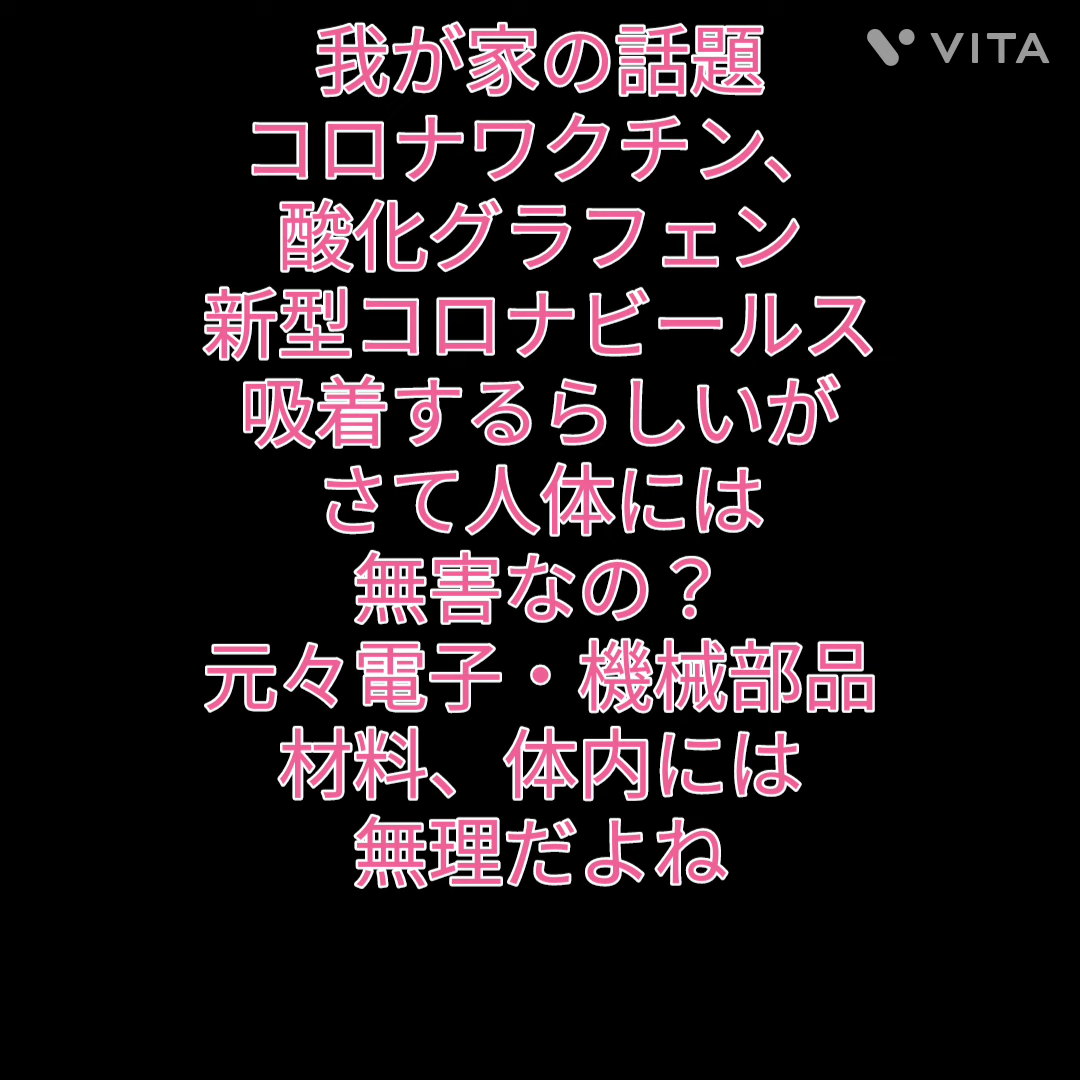 VITA
我が家の話題
コロナワクチン、
酸化グラフェン
新型コロナビールス
吸着するらしいが
さて人体には
無害なの？
元々電子・機械部品
材料、体内には
無理だよね